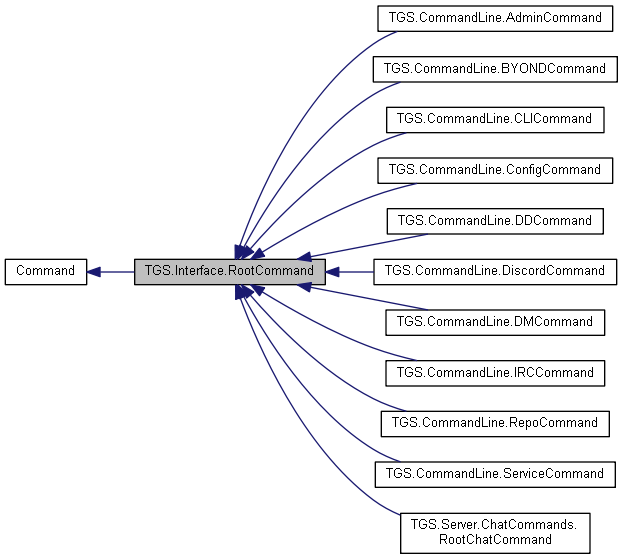 TGS.CommandLine.AdminCommand
TGS.CommandLine.BYONDCommand
TGS.CommandLine.CLICommand
TGS.CommandLine.ConfigCommand
TGS.CommandLine.DDCommand
Command
TGS.Interface.RootCommand
TGS.CommandLine.DiscordCommand
TGS.CommandLine.DMCommand
TGS.CommandLine.IRCCommand
TGS.CommandLine.RepoCommand
TGS.CommandLine.ServiceCommand
TGS.Server.ChatCommands.
RootChatCommand